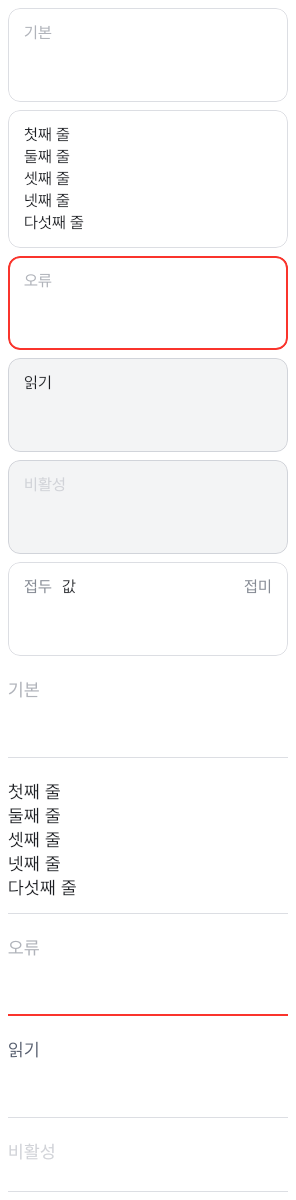 기본
첫째 줄
둘째 줄
셋째 줄
넷째 줄
다섯째 줄
오류
읽기
비활성
접두 값 접미
기본
첫째 줄
둘째 줄
셋째 줄
넷째 줄
다섯째 줄
오류
읽기
비활성